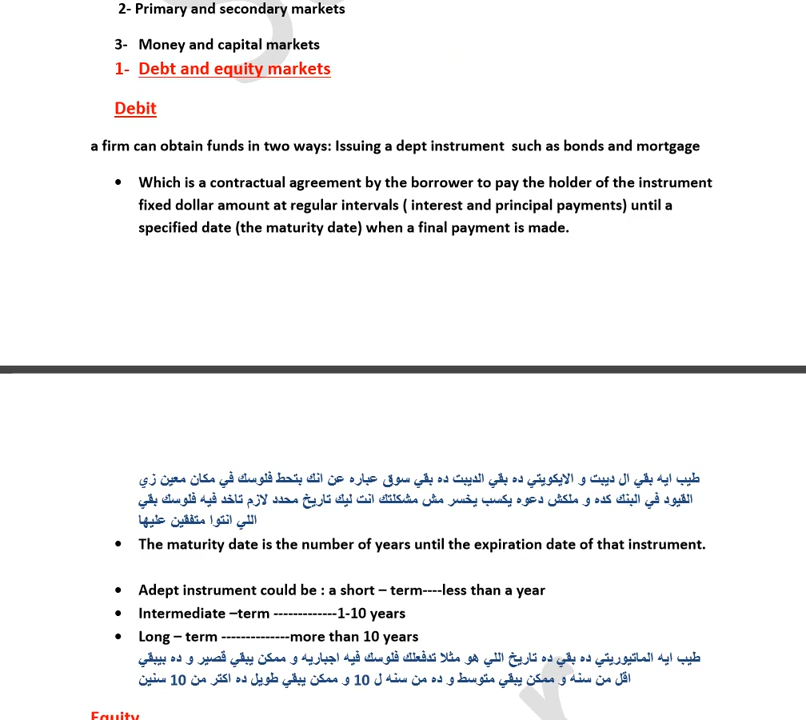 2- Primary and secondary markets
3- Money and capital markets
1- Debt and equity markets
Debit
a firm can obtain funds in two ways: Issuing a dept instrument such as bonds and mortgage
• Which is a contractual agreement by the borrower to pay the holder of the instrument
fixed dollar amount at regular intervals ( interest and principal payments) until a
specified date (the maturity date) when a final payment is made.
طيب ايه بقي ال ديبت و الايكويتي ده بقي الديبت ده بقي سوق عباره عن انك بتحط فلوسك في مكان معين زي
القيود في البنك كده و ملكش دعوه يكسب يخسر مش مشكلتك انت ليك تاريخ محدد لازم تاخد فيه فلوسك بقي
اللي انتوا متفقين عليها
• The maturity date is the number of years until the expiration date of that instrument.
• Adept instrument could be : a short – term----less than a year
• Intermediate –term -------------1-10 years
• Long – term --------------more than 10 years
طيب ايه الماتيوريتي ده بقي ده تاريخ اللي هو مثلا تدفعلك فلوسك فيه اجباريه و ممكن يبقي قصير و ده بيبقي
اقل من سنه و ممكن يبقي متوسط و ده من سنه ل 10 و ممكن يبقي طويل ده اكتر من 10 سنين
Equity